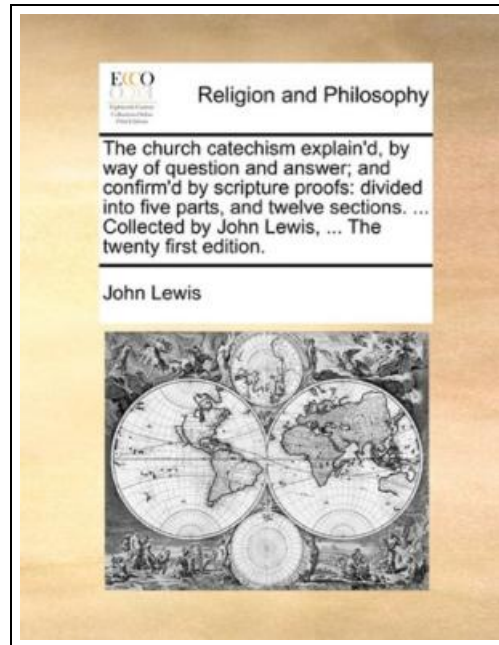 ECCO
Religion and Philosophy
The church catechism explain'd, by
way of question and answer; and
confirm'd by scripture proofs: divided
into five parts, and twelve sections. ...
Collected by John Lewis, ... The
twenty first edition.
John Lewis